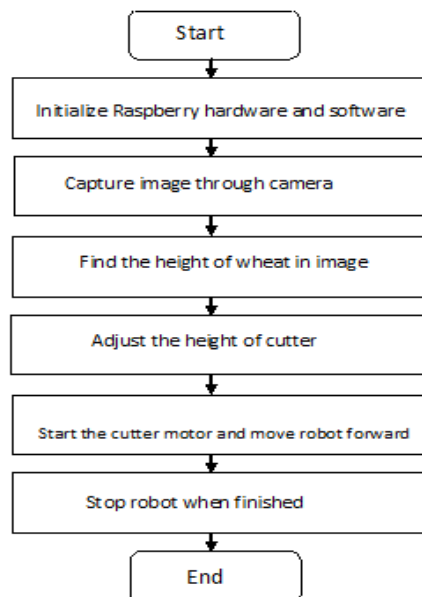 Start
Initialize Raspberry hardware and software
Capture image through camera
Find the height of wheat in image
Adjust the height of cutter
Start the cutter motor and move robot forward
Stop robot when finished
End